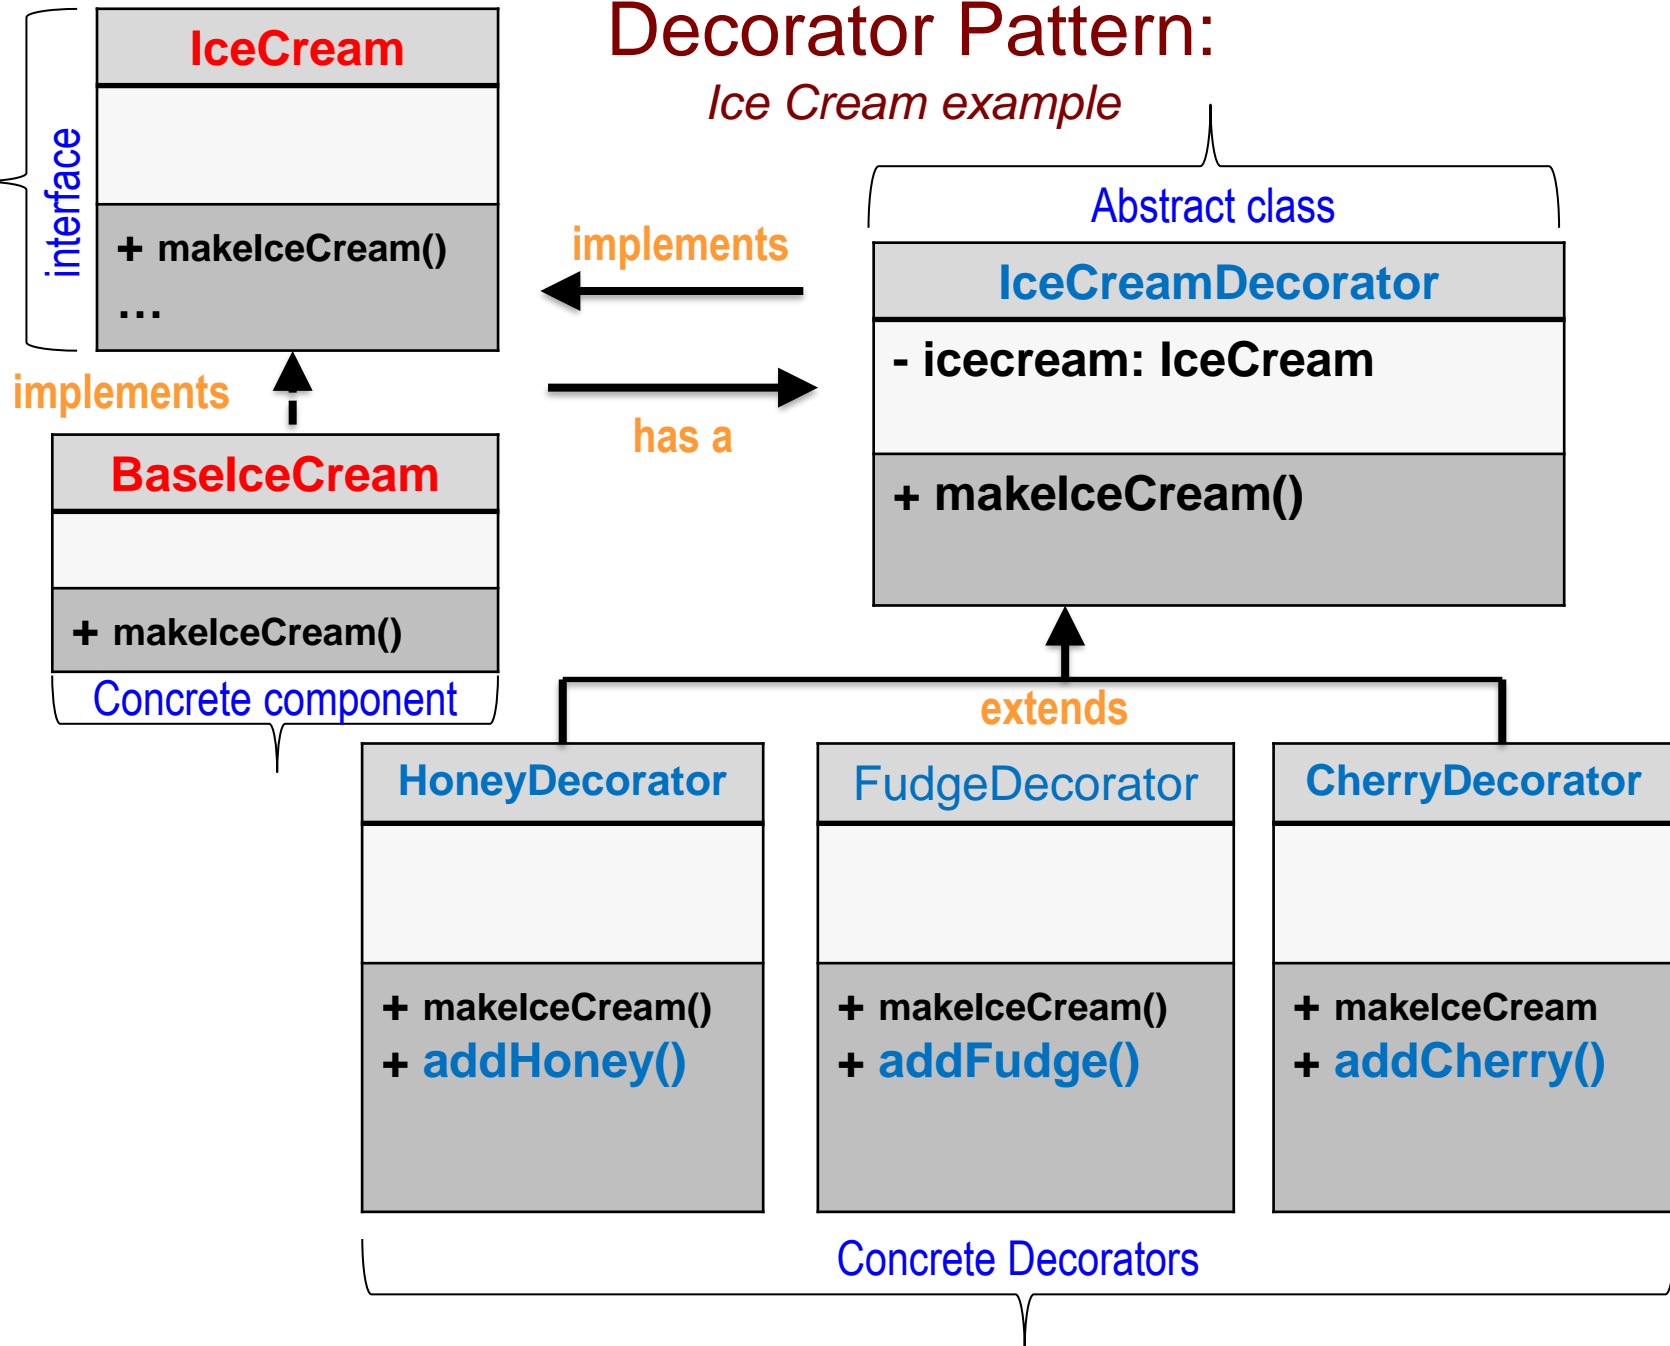 Decorator Pattern:
Ice Cream example
IceCream
interface
+ makeIceCream()
...
implements
BaseIceCream
+ makeIceCream()
Concrete component
implements
has a
Abstract class
IceCreamDecorator
- icecream: IceCream
+ makeIceCream()
extends
HoneyDecorator
+ makeIceCream()
+ addHoney()
FudgeDecorator
+ makeIceCream()
+ addFudge()
CherryDecorator
+ makeIceCream
+ addCherry()
Concrete Decorators